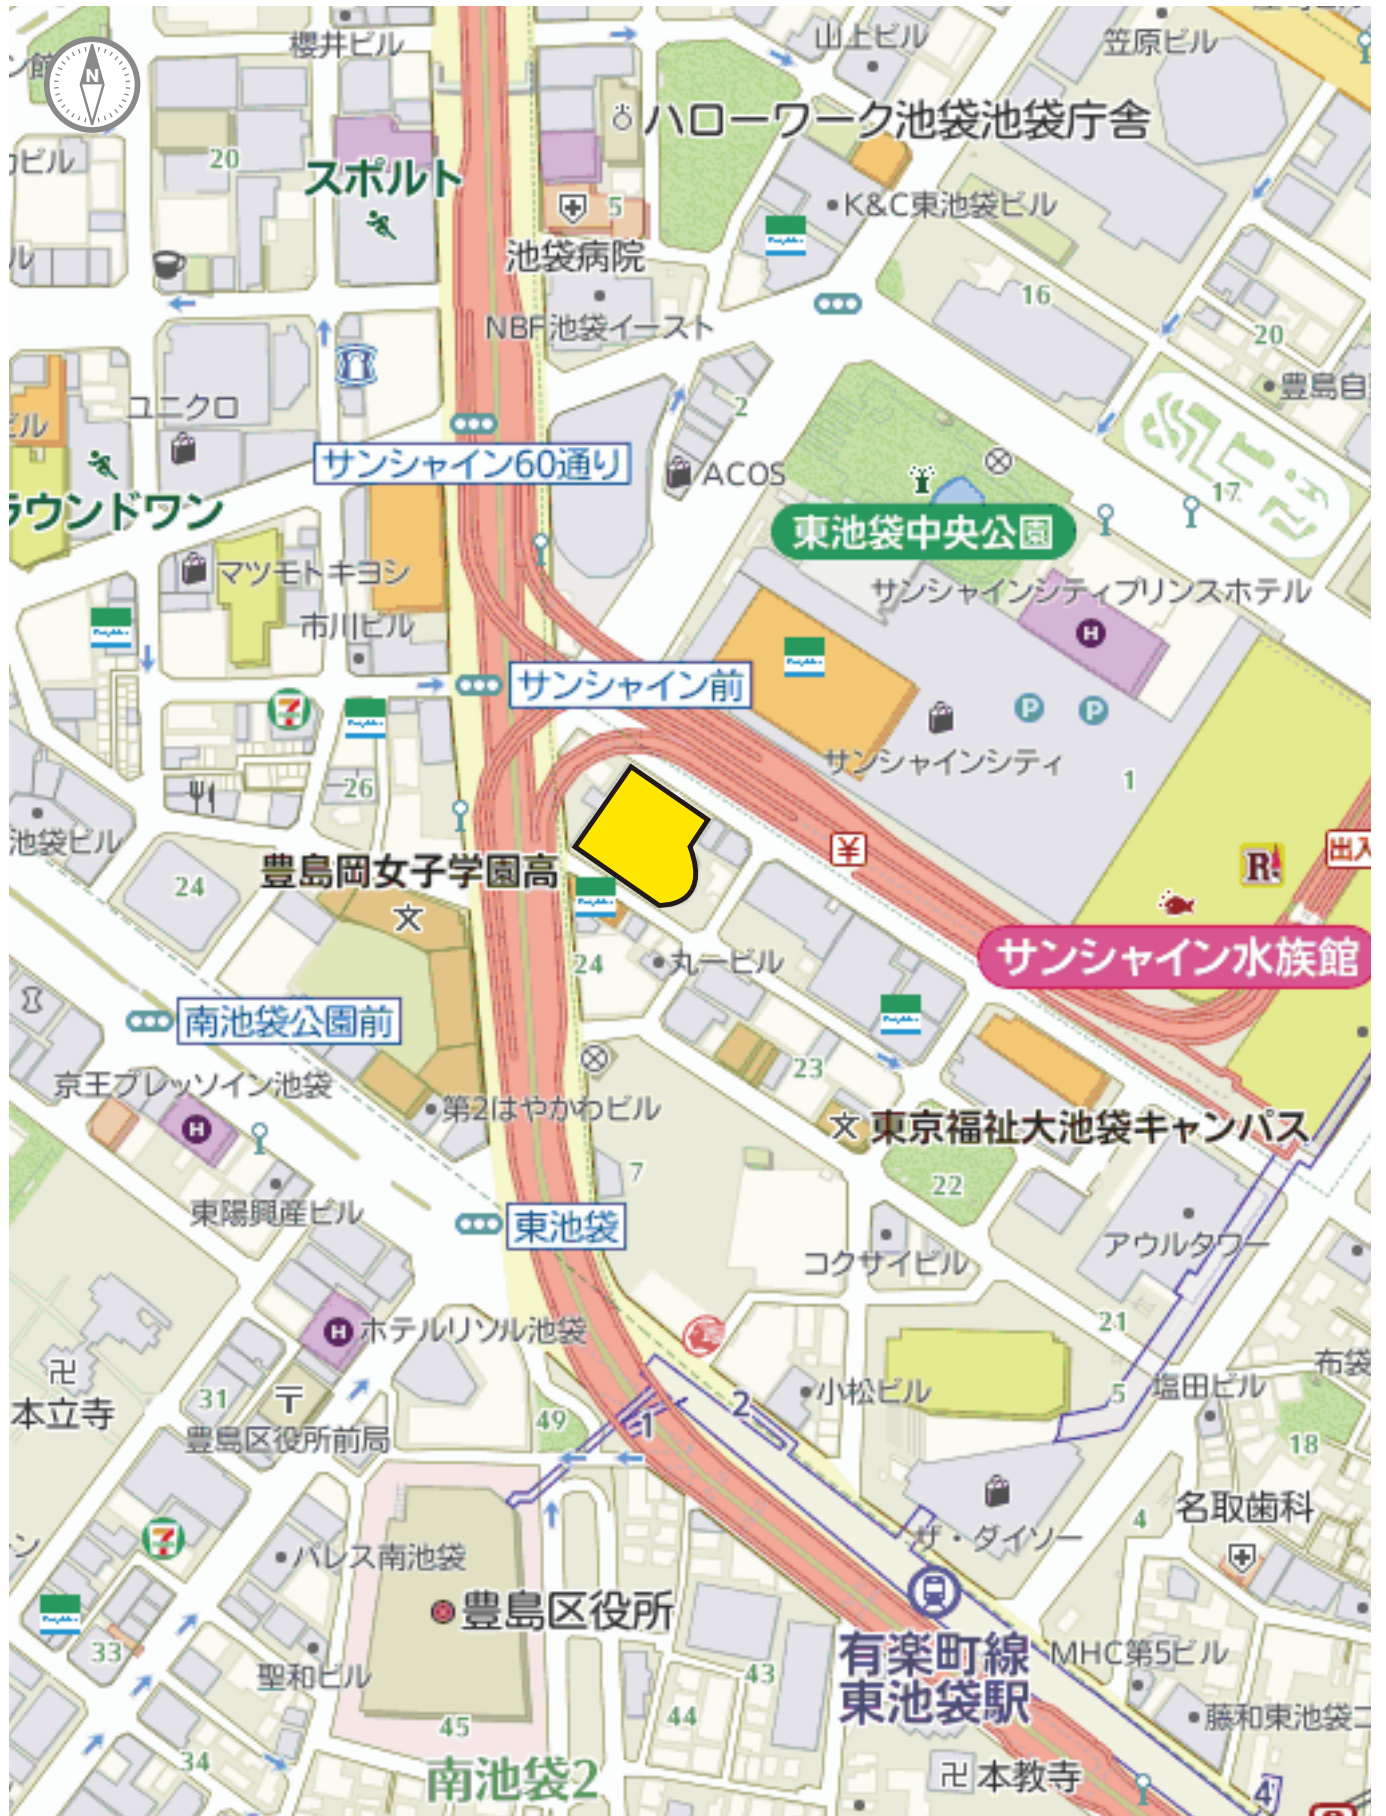 櫻井ビル
山上ビル
笠原ビル
N
ハローワーク池袋池袋庁舎
20
スポルト
5
K&C東池袋ビル
池袋病院
16
NBF池袋イースト
20
豊島自
ユニクロ
2
ビル
サンシャイン60通り
ACOS
17
ラウンドワン
東池袋中央公園
マツモトキヨシ
サンシャインシティプリンスホテル
市川ビル
H
サンシャイン前
P
P
7
サンシャインシティ
1
26
池袋ビル
¥
出入
豊島岡女子学園高
24
R
サンシャイン水族館
24
丸一ビル
南池袋公園前
23
京王プレッソイン池袋
第2はやかわビル
H
東京福祉大池袋キャンパス
7
22
東陽興産ビル
東池袋
アウルタワー
コクサイビル
21
H
ホテルリソル池袋
布袋
卍
本立寺
31
〒
小松ビル
5
塩田ビル
2
49
1
豊島区役所前局
18
名取歯科
4
ザ・ダイソー
7
ン
パレス南池袋
豊島区役所
33
有楽町線
東池袋駅
MHC第5ビル
聖和ビル
43
44
45
藤和東池袋コ
34
南池袋2
卍本教寺
4